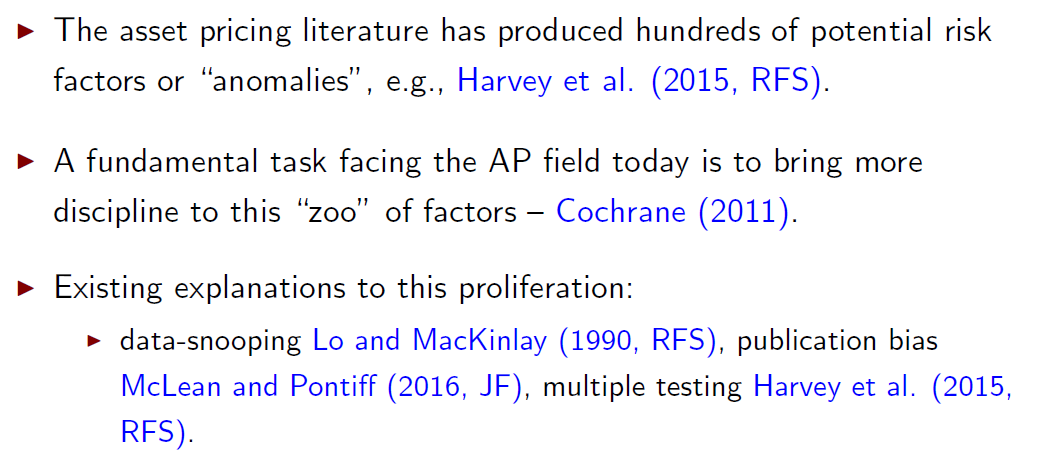 ▶ The asset pricing literature has produced hundreds of potential risk
factors or “anomalies”, e.g., Harvey et al. (2015, RFS).
▶ A fundamental task facing the AP field today is to bring more
discipline to this “zoo” of factors – Cochrane (2011).
▶ Existing explanations to this proliferation:
▶ data-snooping Lo and MacKinlay (1990, RFS), publication bias
McLean and Pontiff (2016, JF), multiple testing Harvey et al. (2015,
RFS).